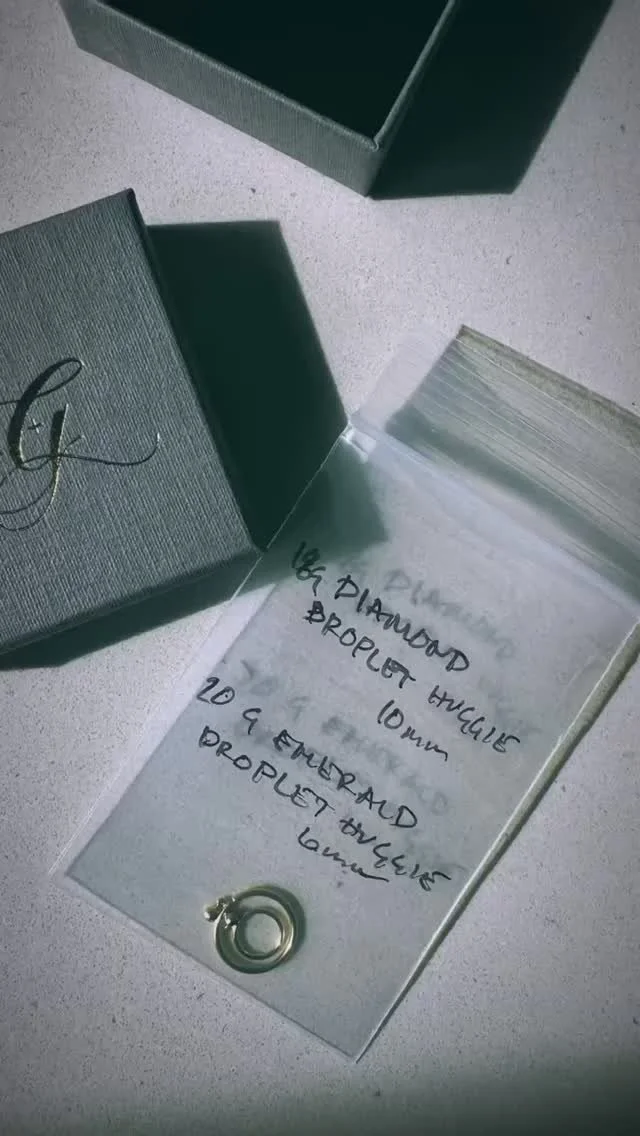 G
18G DIAMOND
DROPLET HUGGIE
10mm
20 G EMERALD
DROPLET HUGGIE
6mm